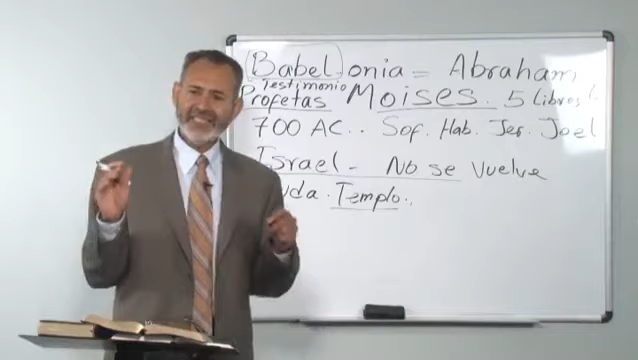 (Babel)onia = Abraham,
Testimonio
Profetas Moises. 5 Libros!
700 AC.. Sof. Hab. Jer. Joel
Israel - No se Vuelve
Templo..